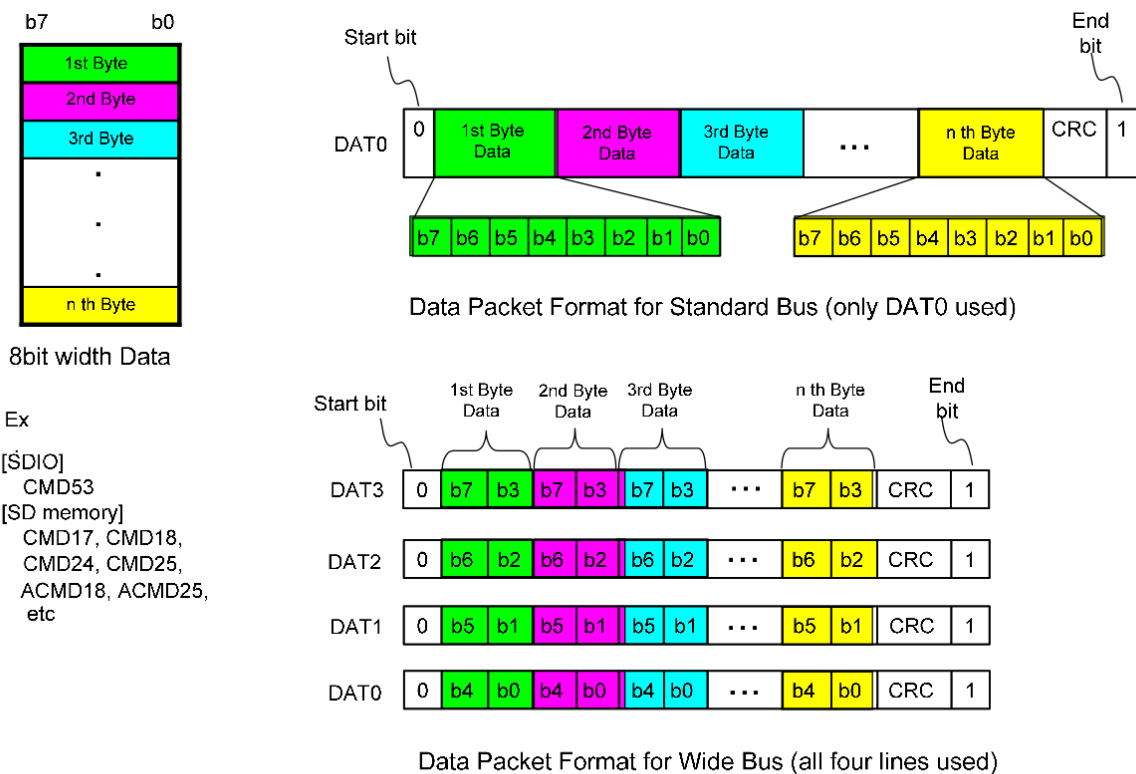 b7 b0
1st Byte
2nd Byte
3rd Byte
.
.
.
n th Byte
8bit width Data
Ex
[SDIO]
CMD53
[SD memory]
CMD17, CMD18,
CMD24, CMD25,
ACMD18, ACMD25,
etc
Start bit
End
bit
DAT0 0 1st Byte Data 2nd Byte Data 3rd Byte Data ... n th Byte Data CRC 1
b7 b6 b5 b4 b3 b2 b1 b0
b7 b6 b5 b4 b3 b2 b1 b0
Data Packet Format for Standard Bus (only DAT0 used)
Start bit
1st Byte Data
2nd Byte Data
3rd Byte Data
n th Byte Data
End
bit
DAT3 0 b7 b3 b7 b3 b7 b3 ... b7 b3 CRC 1
DAT2 0 b6 b2 b6 b2 b6 b2 ... b6 b2 CRC 1
DAT1 0 b5 b1 b5 b1 b5 b1 ... b5 b1 CRC 1
DAT0 0 b4 b0 b4 b0 b4 b0 ... b4 b0 CRC 1
Data Packet Format for Wide Bus (all four lines used)